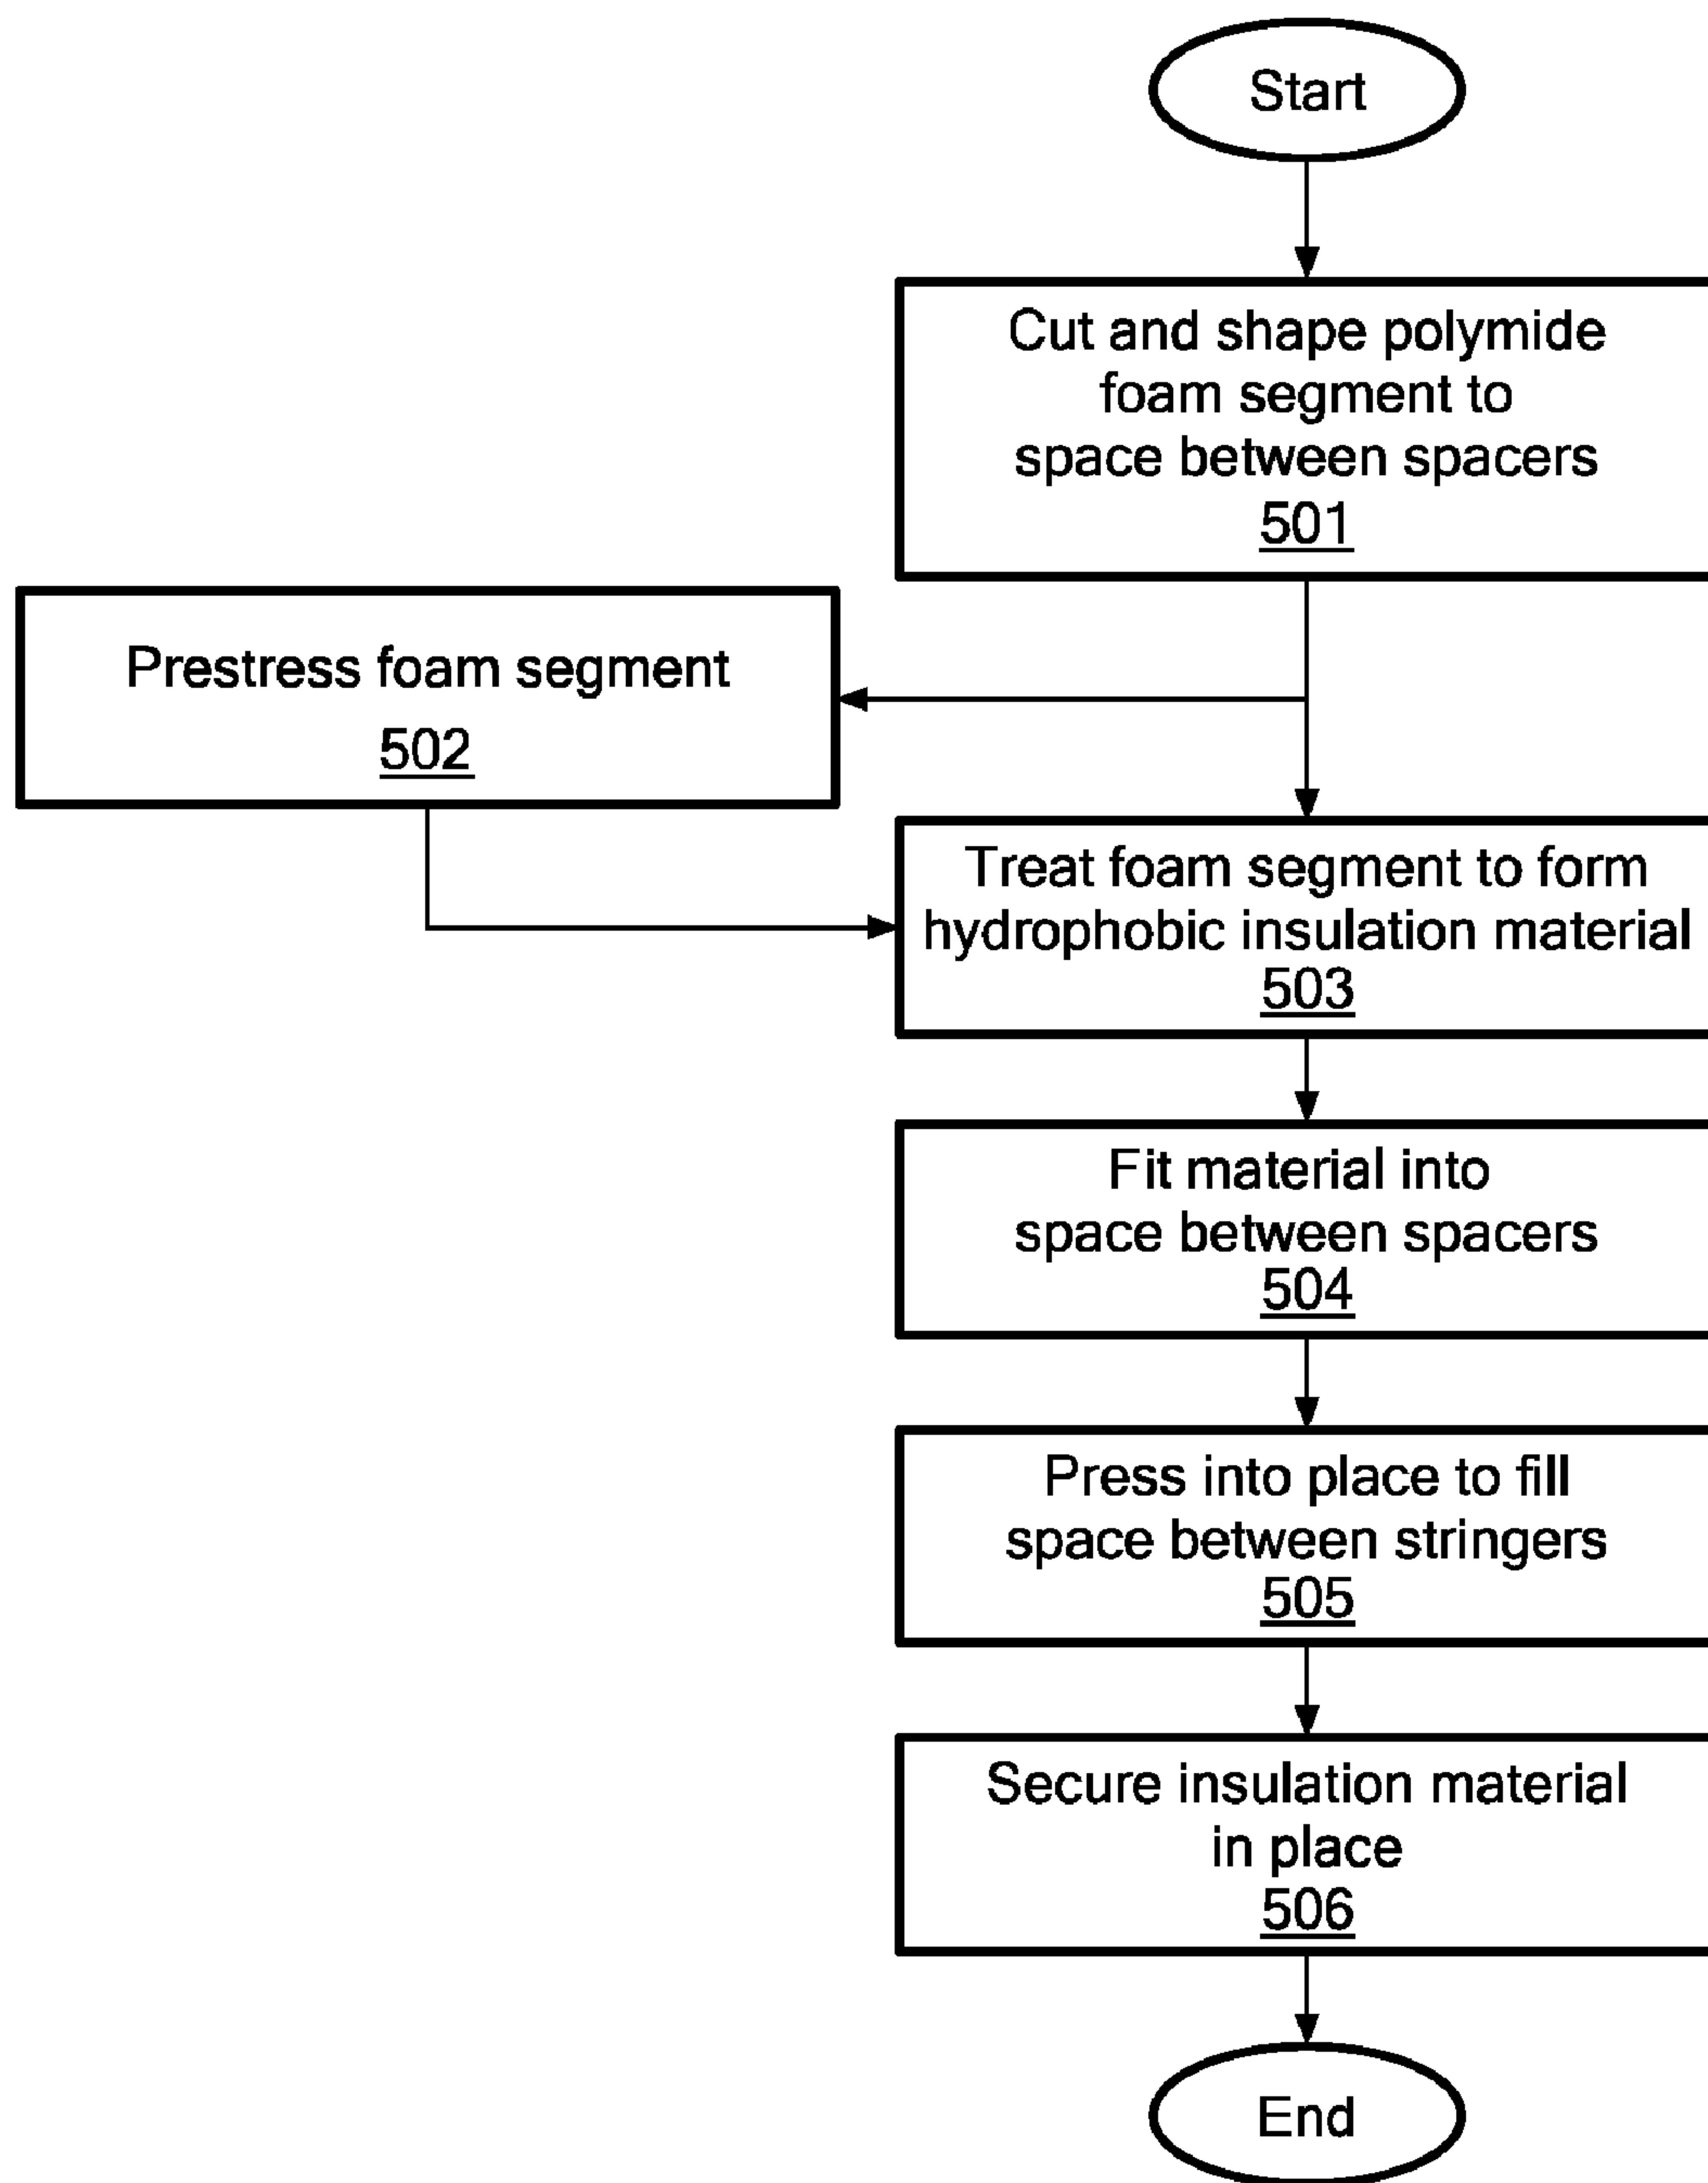 Start
Cut and shape polymide
foam segment to
space between spacers
501
Prestress foam segment
502
Treat foam segment to form
hydrophobic insulation material
503
Fit material into
space between spacers
504
Press into place to fill
space between stringers
505
Secure insulation material
in place
506
End